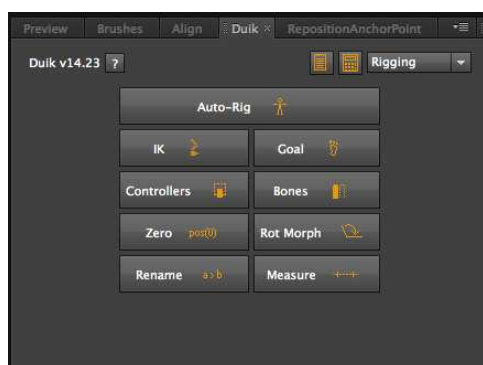 Preview Brushes Align Duik × RepositionAnchorPoint
Duik v14.23 ? Rigging
Auto-Rig
IK Goal
Controllers Bones
Zero pos(0) Rot Morph
Rename a>b Measure